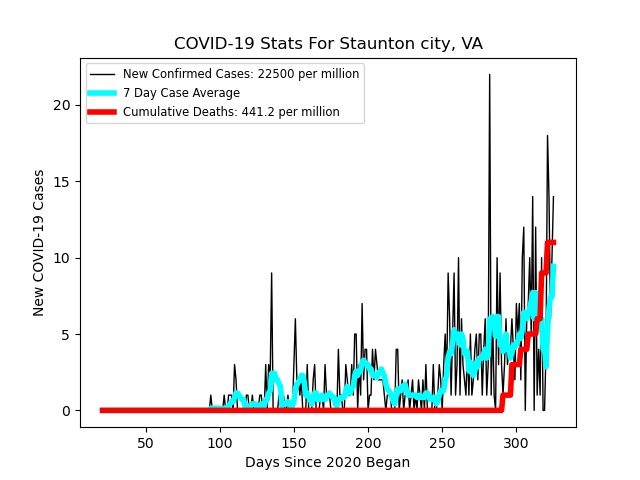 COVID-19 Stats For Staunton city, VA
New Confirmed Cases: 22500 per million
7 Day Case Average
Cumulative Deaths: 441.2 per million
New COVID-19 Cases
20
15
10
5
0
50 100 150 200 250 300
Days Since 2020 Began